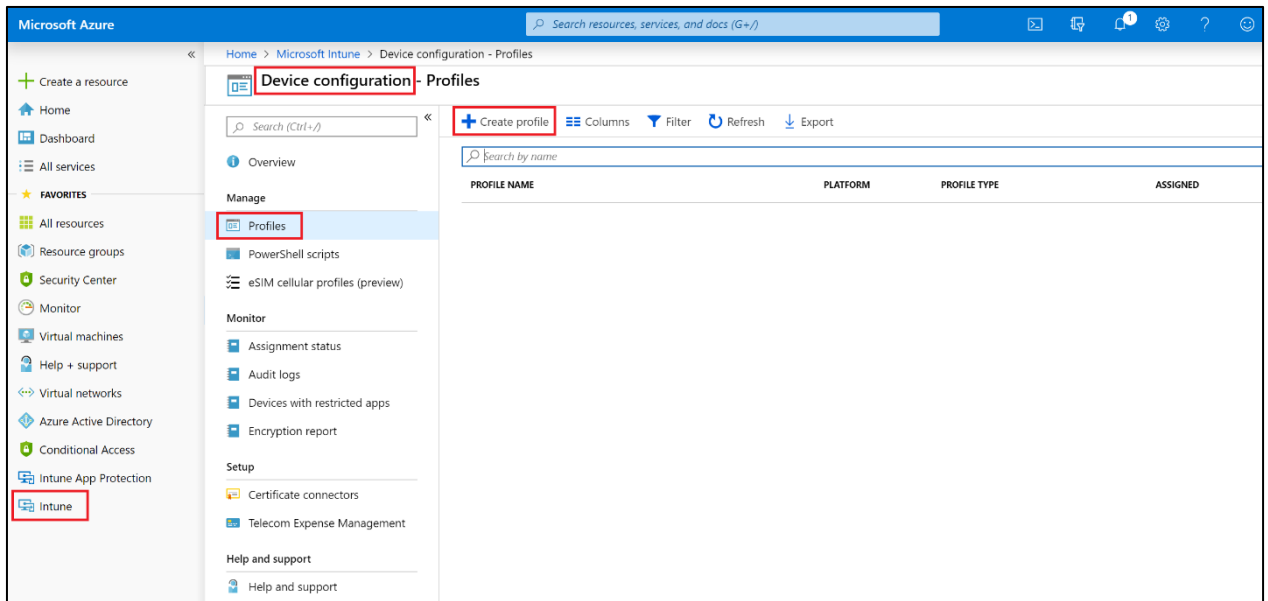 Microsoft Azure
Search resources, services, and docs (G+/)
1
?
«
Create a resource
Home
Dashboard
All services
FAVORITES
All resources
Resource groups
Security Center
Monitor
Virtual machines
Help + support
Virtual networks
Azure Active Directory
Conditional Access
Intune App Protection
Intune
Home > Microsoft Intune > Device configuration - Profiles
Device configuration - Profiles
Search (Ctrl+/)
«
Overview
Manage
Profiles
PowerShell scripts
eSIM cellular profiles (preview)
Monitor
Assignment status
Audit logs
Devices with restricted apps
Encryption report
Setup
Certificate connectors
Telecom Expense Management
Help and support
Help and support
Create profile Columns Filter Refresh Export
Search by name
PROFILE NAME PLATFORM PROFILE TYPE ASSIGNED